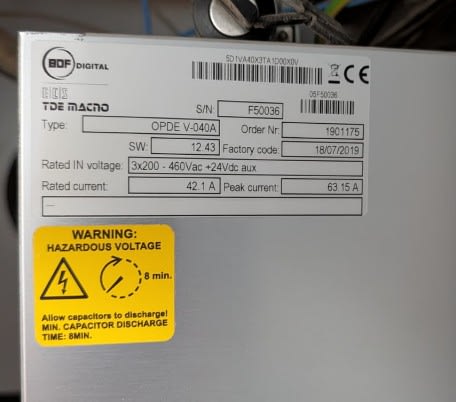 BDF DIGITAL
5D1VA40X3TA1D00X0V
CE
TDE MACNO
05F50036
S/N: F50036
Type: OPDE V-040A Order Nr: 1901175
SW: 12.43 Factory code: 18/07/2019
Rated IN voltage: 3x200 - 460Vac +24Vdc aux
Rated current: 42.1 A Peak current: 63.15 A
---
WARNING:
HAZARDOUS VOLTAGE
8 min.
Allow capacitors to discharge!
MIN. CAPACITOR DISCHARGE
TIME: 8MIN.